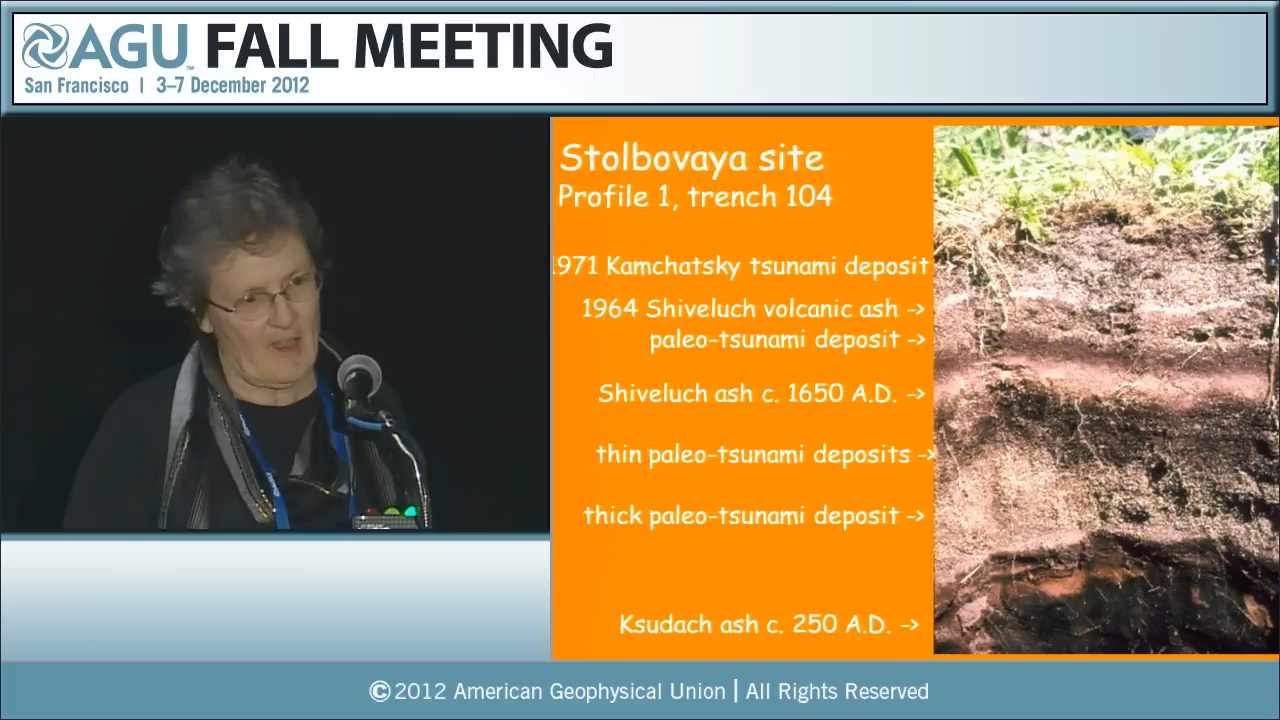 AGU FALL MEETING
San Francisco | 3–7 December 2012
Stolbovaya site
Profile 1, trench 104
1971 Kamchatsky tsunami deposit
1964 Shiveluch volcanic ash ->
paleo-tsunami deposit ->
Shiveluch ash c. 1650 A.D. ->
thin paleo-tsunami deposits ->
thick paleo-tsunami deposit ->
Ksudach ash c. 250 A.D. ->
©2012 American Geophysical Union | All Rights Reserved